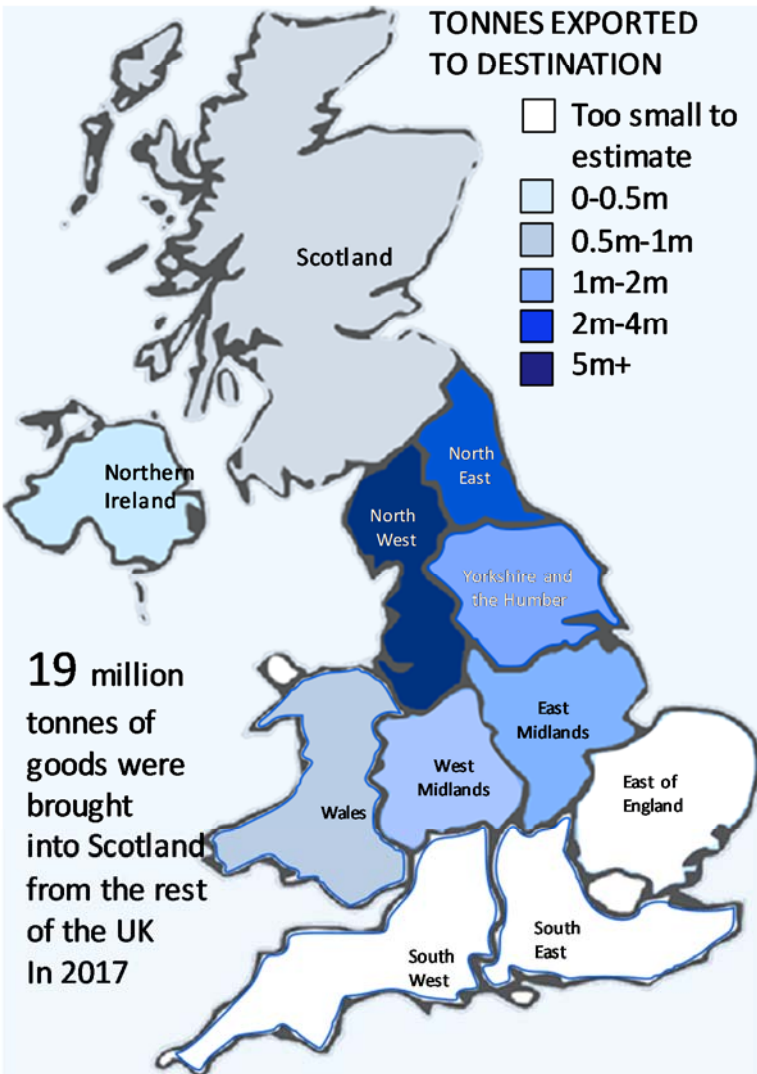 TONNES EXPORTED
TO DESTINATION
Too small to
estimate
0-0.5m
0.5m-1m
1m-2m
2m-4m
5m+
Scotland
Northern
Ireland
North
East
North
West
Yorkshire and
the Humber
East
Midlands
West
Midlands
Wales
East of
England
South
East
South
West
19 million
tonnes of
goods were
brought
into Scotland
from the rest
of the UK
In 2017